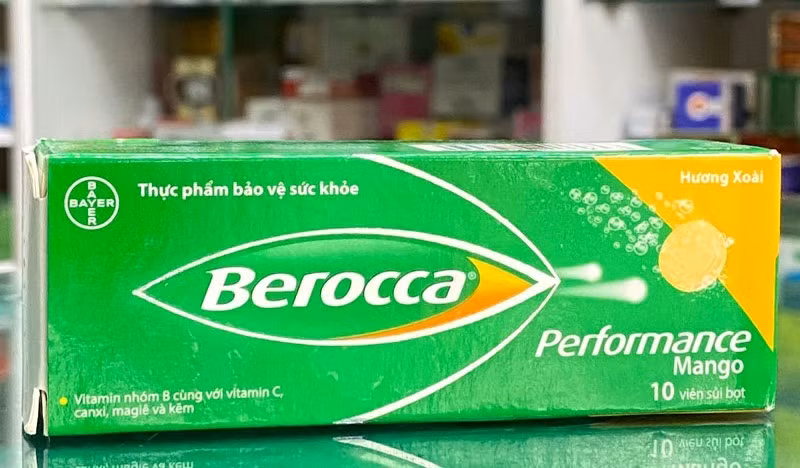 BAYER
BAYER
Thực phẩm bảo vệ sức khỏe
Hương Xoài
Berocca®
Performance
Mango
10 viên sủi bọt
Vitamin nhóm B cùng với vitamin C,
canxi, magiê và kẽm